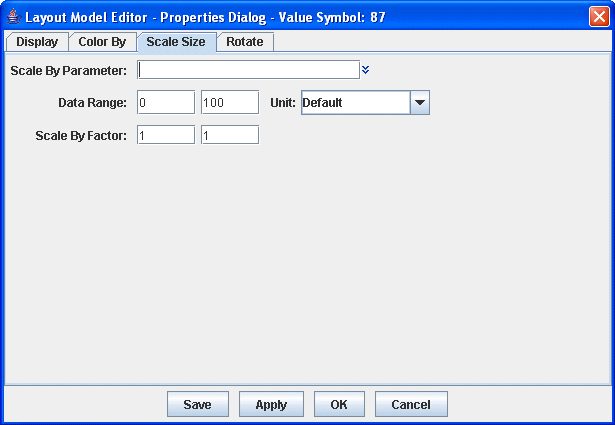 Layout Model Editor - Properties Dialog - Value Symbol: 87
Display Color By Scale Size Rotate
Scale By Parameter:
Data Range: 0 100 Unit: Default
Scale By Factor: 1 1
Save Apply OK Cancel